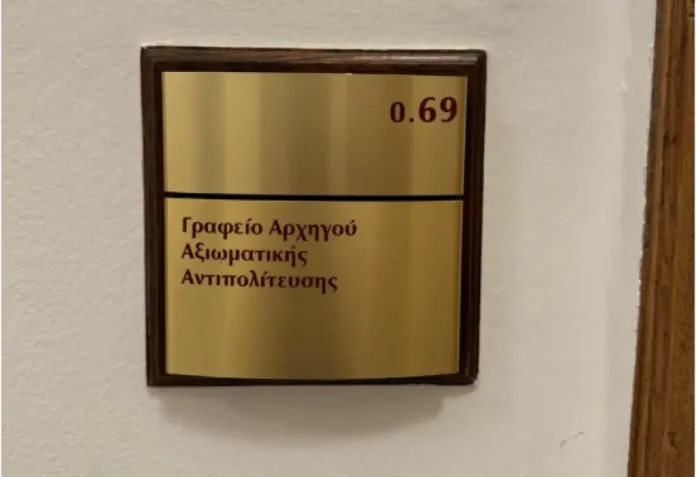 0.69
Γραφείο Αρχηγού
Αξιωματικής
Αντιπολίτευσης